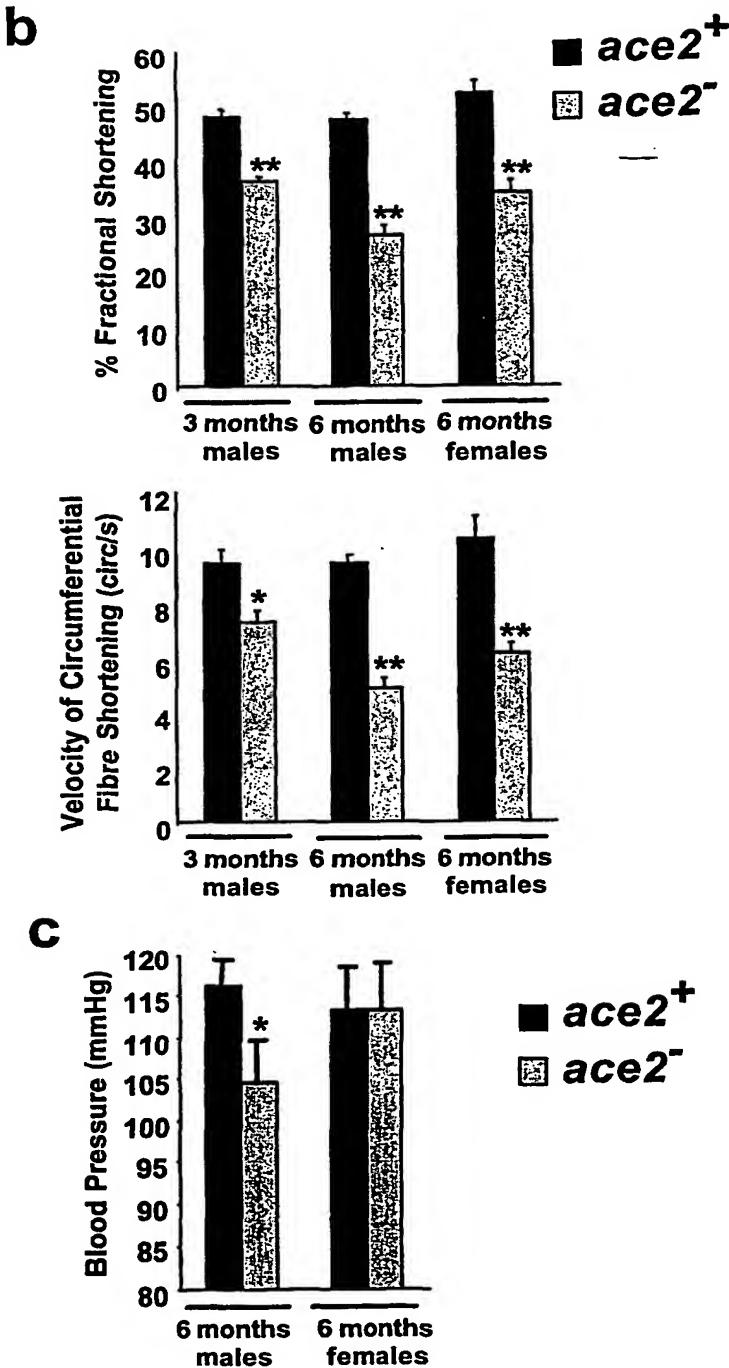 b
ace2+
ace2-
% Fractional Shortening
60
50
40
30
20
10
0
**
**
**
3 months
males
6 months
males
6 months
females
Velocity of Circumferential
Fibre Shortening (circ/s)
12
10
8
6
4
2
0
*
**
**
3 months
males
6 months
males
6 months
females
c
ace2+
ace2-
Blood Pressure (mmHg)
120
115
110
105
100
95
90
85
80
*
6 months
males
6 months
females